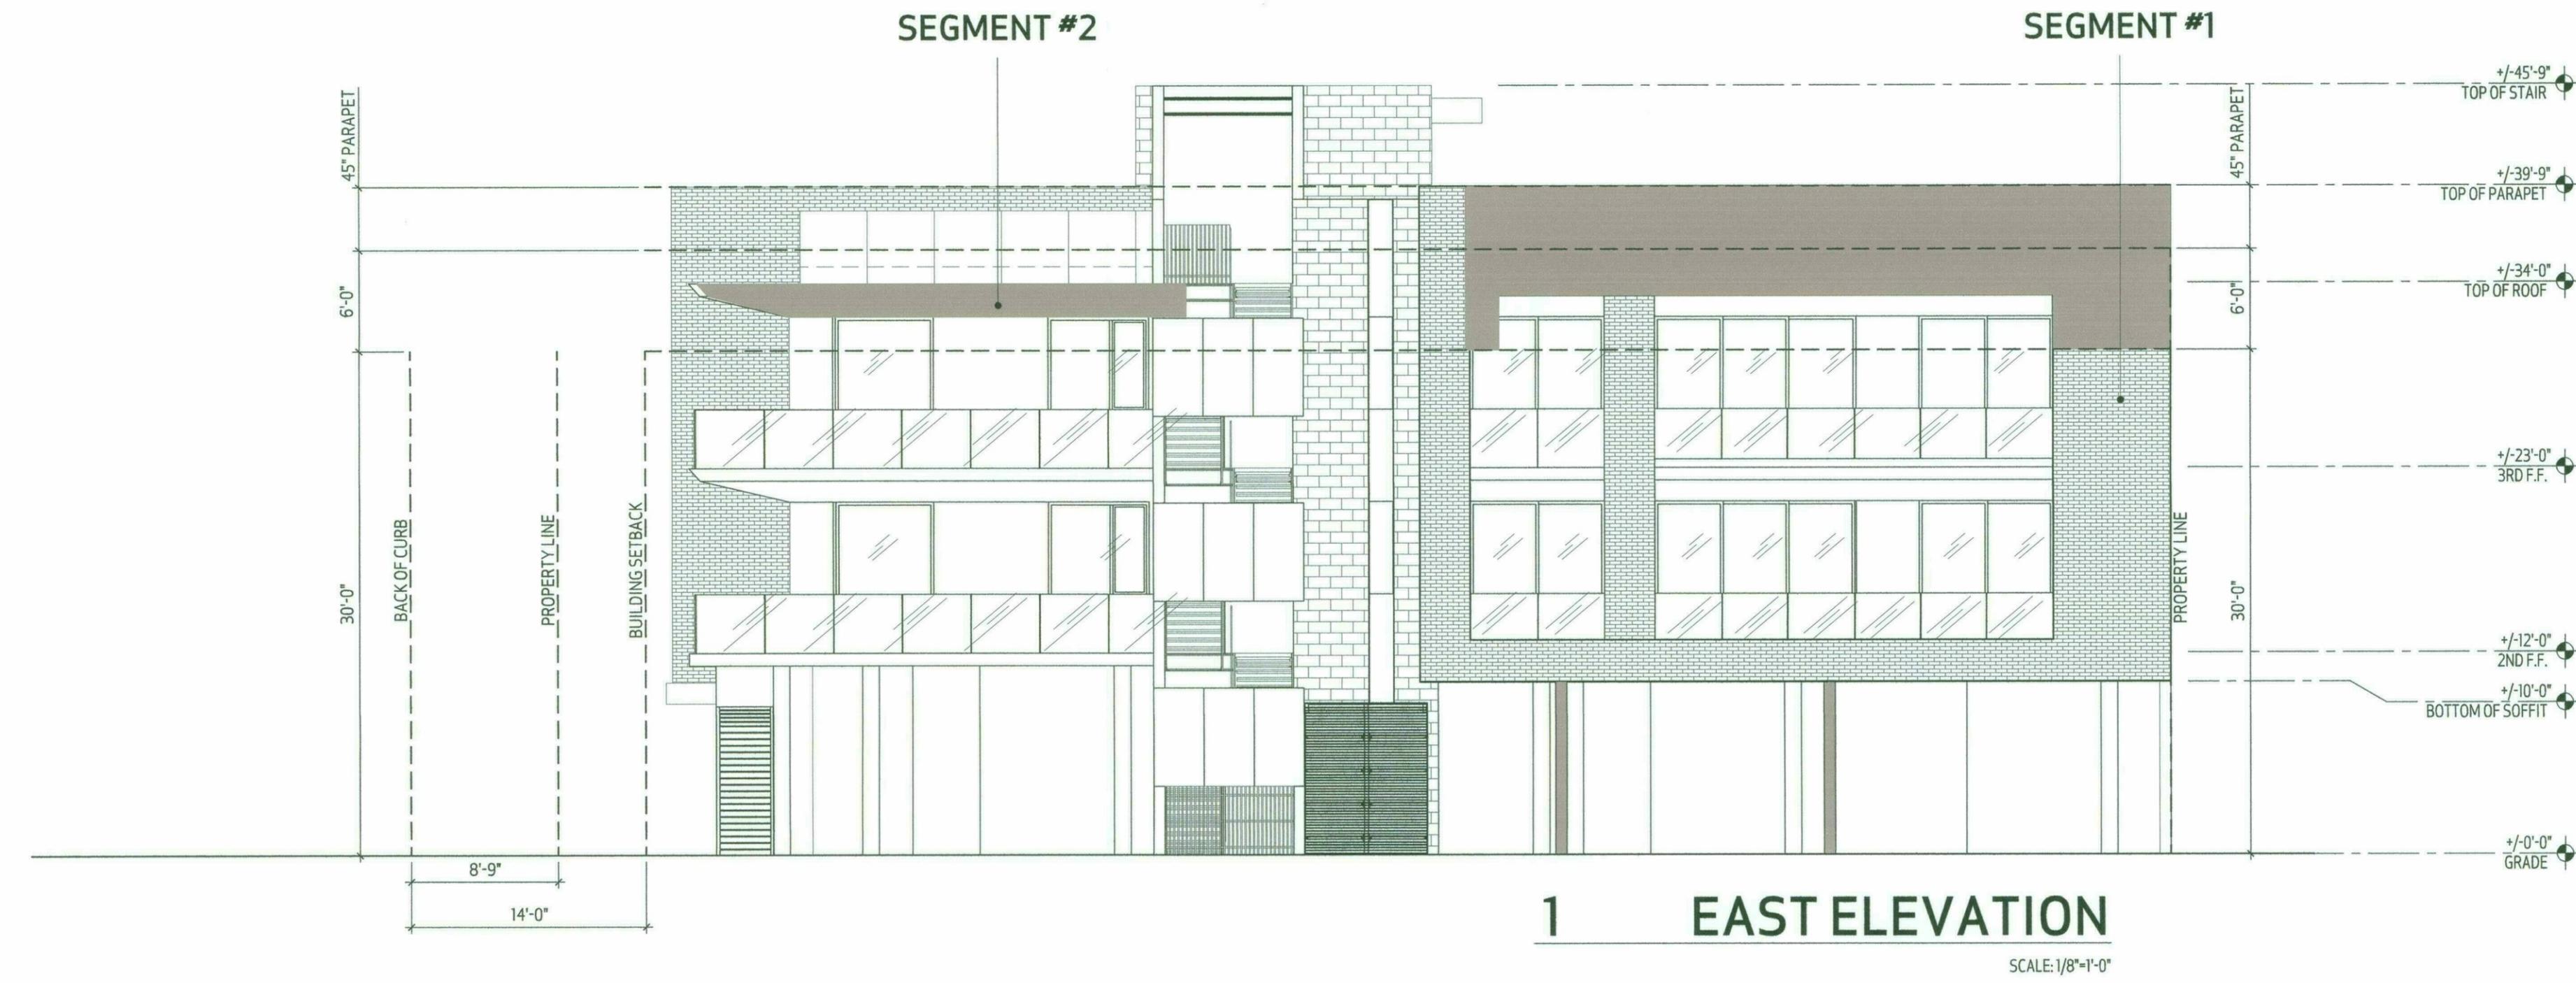 SEGMENT #2
SEGMENT #1
45" PARAPET
6'-0"
30'-0"
BACK OF CURB
PROPERTY LINE
BUILDING SETBACK
8'-9"
14'-0"
45" PARAPET
6'-0"
30'-0"
PROPERTY LINE
+/-45'-9"
TOP OF STAIR
+/-39'-9"
TOP OF PARAPET
+/-34'-0"
TOP OF ROOF
+/-23'-0"
3RD F.F.
+/-12'-0"
2ND F.F.
+/-10'-0"
BOTTOM OF SOFFIT
+/-0'-0"
GRADE
1 EAST ELEVATION
SCALE: 1/8"=1'-0"